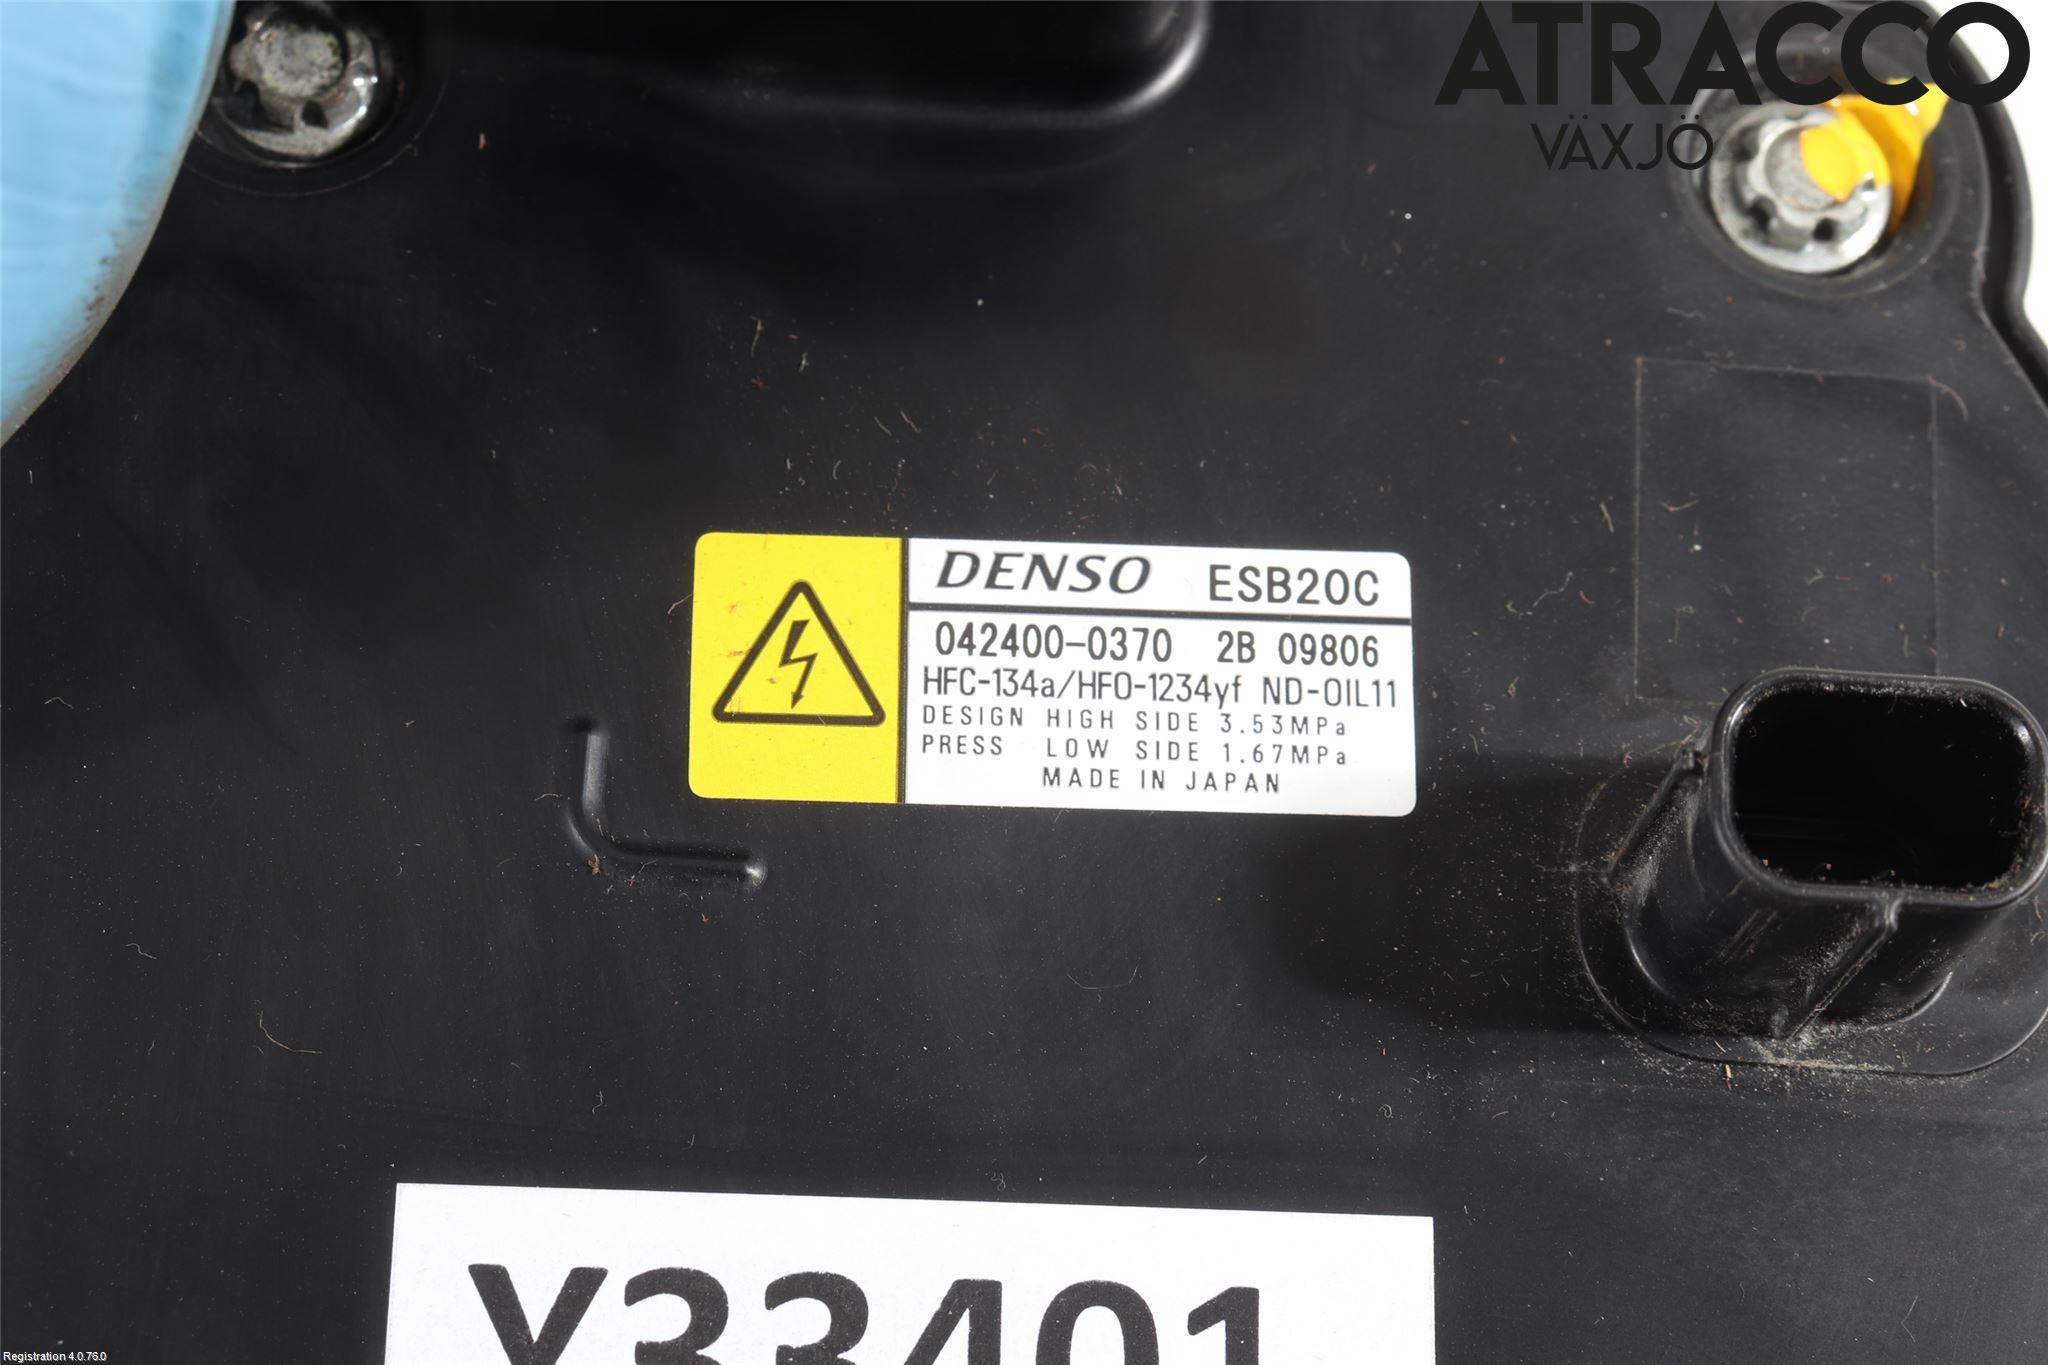 ATRACCO
VÄXJÖ
DENSO ESB20C
042400-0370 2B 09806
HFC-134a/HFO-1234yf ND-OIL11
DESIGN HIGH SIDE 3.53MPa
PRESS LOW SIDE 1.67MPa
MADE IN JAPAN
Y33401
Registration 4.0.76.0